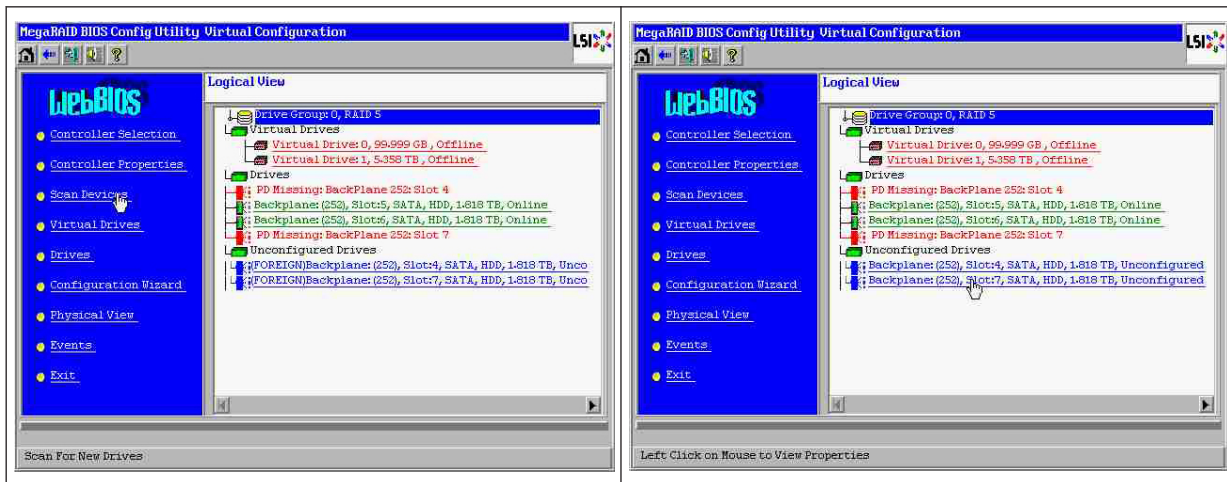 MegaRAID BIOS Config Utility Virtual Configuration
LSI
WebBIOS
Controller Selection
Controller Properties
Scan Devices
Virtual Drives
Drives
Configuration Wizard
Physical View
Events
Exit
Logical View
Drive Group: 0, RAID 5
Virtual Drives
Virtual Drive: 0, 99.999 GB , Offline
Virtual Drive: 1, 5.358 TB , Offline
Drives
PD Missing: BackPlane 252: Slot 4
Backplane: (252), Slot:5, SATA, HDD, 1.818 TB, Online
Backplane: (252), Slot:6, SATA, HDD, 1.818 TB, Online
PD Missing: BackPlane 252: Slot 7
Unconfigured Drives
(FOREIGN)Backplane: (252), Slot:4, SATA, HDD, 1.818 TB, Unco
(FOREIGN)Backplane: (252), Slot:7, SATA, HDD, 1.818 TB, Unco
Scan For New Drives
MegaRAID BIOS Config Utility Virtual Configuration
LSI
WebBIOS
Controller Selection
Controller Properties
Scan Devices
Virtual Drives
Drives
Configuration Wizard
Physical View
Events
Exit
Logical View
Drive Group: 0, RAID 5
Virtual Drives
Virtual Drive: 0, 99.999 GB , Offline
Virtual Drive: 1, 5.358 TB , Offline
Drives
PD Missing: BackPlane 252: Slot 4
Backplane: (252), Slot:5, SATA, HDD, 1.818 TB, Online
Backplane: (252), Slot:6, SATA, HDD, 1.818 TB, Online
PD Missing: BackPlane 252: Slot 7
Unconfigured Drives
Backplane: (252), Slot:4, SATA, HDD, 1.818 TB, Unconfigured
Backplane: (252), Slot:7, SATA, HDD, 1.818 TB, Unconfigured
Left Click on Mouse to View Properties